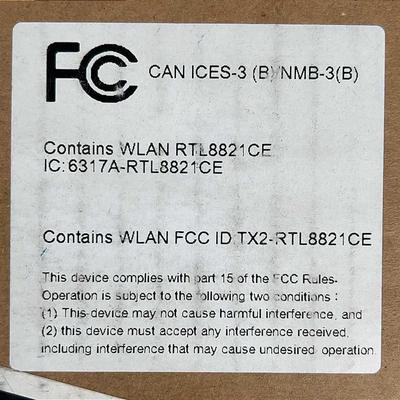 FCC CAN ICES-3 (B)/NMB-3(B)
Contains WLAN RTL8821CE
IC:6317A-RTL8821CE
Contains WLAN FCC ID:TX2-RTL8821CE
This device complies with part 15 of the FCC Rules.
Operation is subject to the following two conditions :
(1) This device may not cause harmful interference, and
(2) this device must accept any interference received,
including interference that may cause undesired operation.